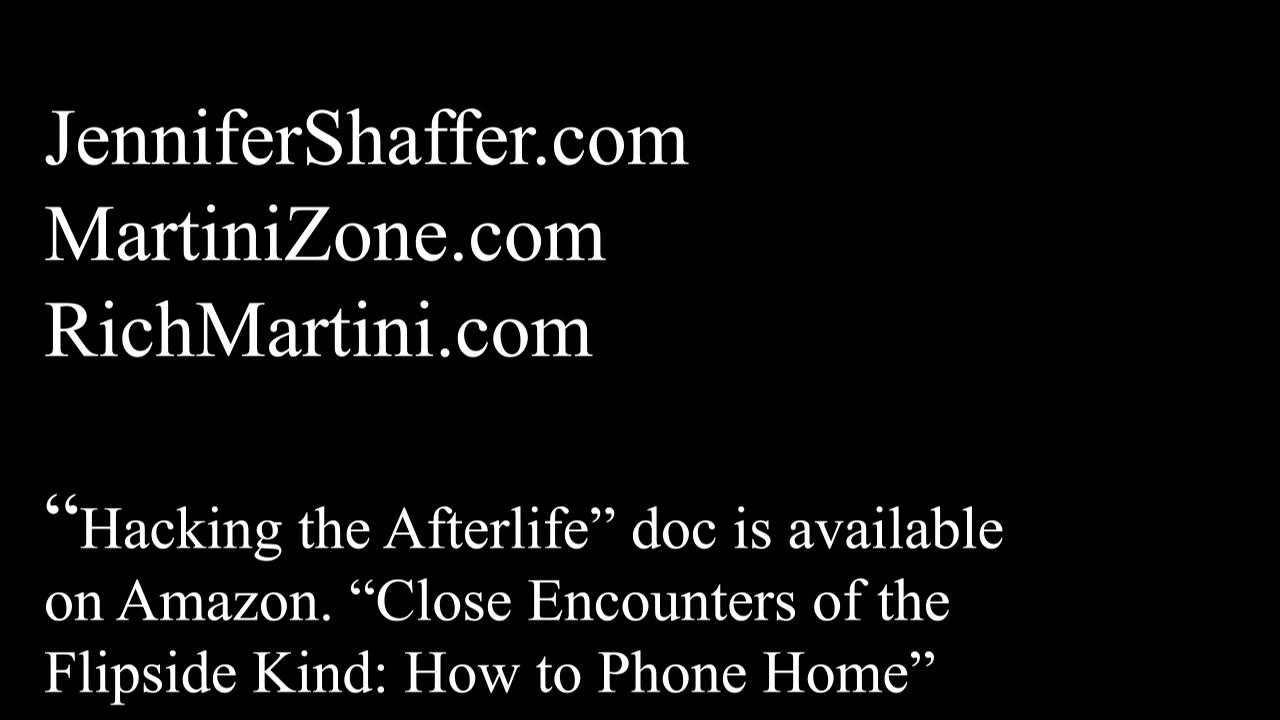 JenniferShaffer.com
MartiniZone.com
RichMartini.com
“Hacking the Afterlife” doc is available
on Amazon. “Close Encounters of the
Flipside Kind: How to Phone Home”